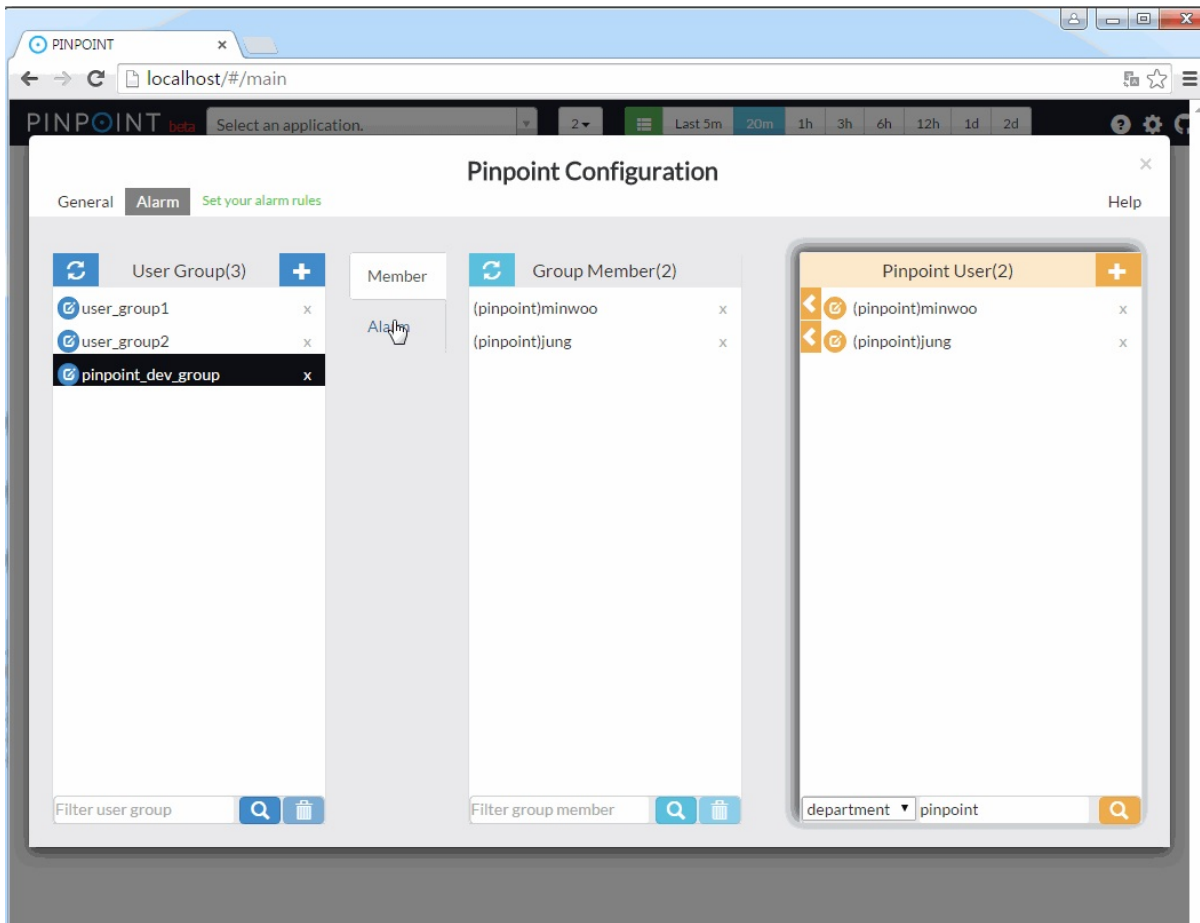 PINPOINT
localhost/#/main
PINPOINT beta Select an application. 2 Last 5m 20m 1h 3h 6h 12h 1d 2d
Pinpoint Configuration
General Alarm Set your alarm rules Help
User Group(3)
user_group1 x
user_group2 x
pinpoint_dev_group x
Filter user group
Member
Alarm
Group Member(2)
(pinpoint)minwoo x
(pinpoint)jung x
Filter group member
Pinpoint User(2)
(pinpoint)minwoo x
(pinpoint)jung x
department pinpoint